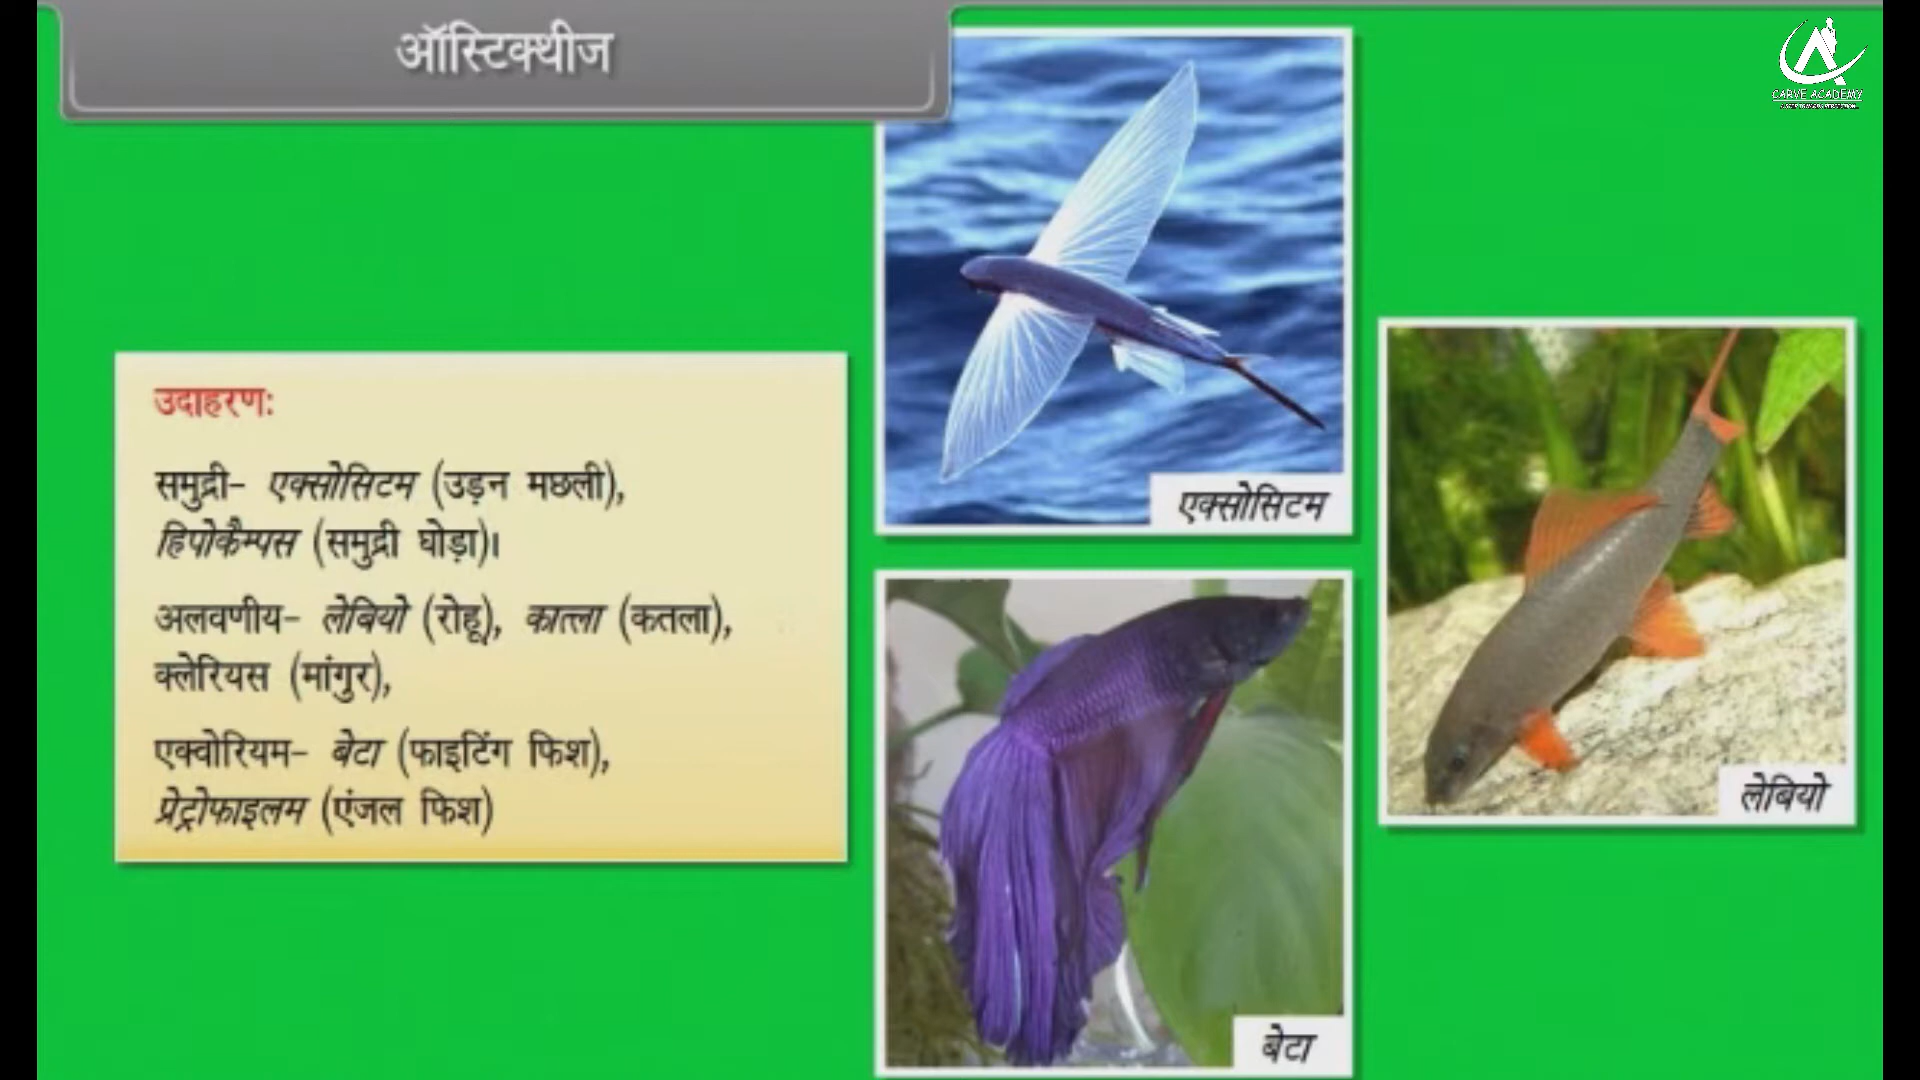 ऑस्टिक्थीज
CARVE ACADEMY
उदाहरण:
समुद्री- एक्सोसिटम (उड़न मछली),
हिपोकैम्पस (समुद्री घोड़ा)।
अलवणीय- लेबियो (रोहू), कात्ला (कतला),
क्लेरियस (मांगुर),
एक्वोरियम- बेटा (फाइटिंग फिश),
प्रेट्रोफाइलम (एंजल फिश)
एक्सोसिटम
लेबियो
बेटा